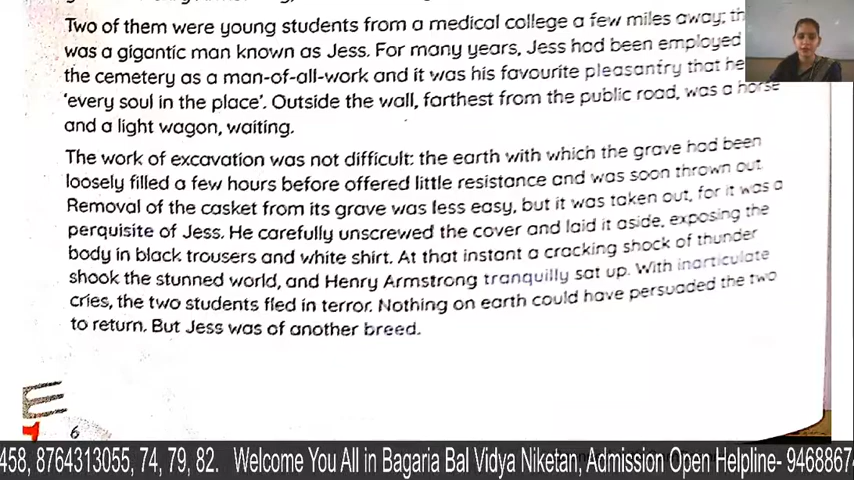 Two of them were young students from a medical college a few miles away; th
was a gigantic man known as Jess. For many years, Jess had been employed
the cemetery as a man-of-all-work and it was his favourite pleasantry that he
'every soul in the place'. Outside the wall, farthest from the public road, was a horse
and a light wagon, waiting.
The work of excavation was not difficult: the earth with which the grave had been
loosely filled a few hours before offered little resistance and was soon thrown out.
Removal of the casket from its grave was less easy, but it was taken out, for it was a
perquisite of Jess. He carefully unscrewed the cover and laid it aside, exposing the
body in black trousers and white shirt. At that instant a cracking shock of thunder
shook the stunned world, and Henry Armstrong tranquilly sat up. With inarticulate
cries, the two students fled in terror. Nothing on earth could have persuaded the two
to return. But Jess was of another breed.
6
458, 8764313055, 74, 79, 82. Welcome You All in Bagaria Bal Vidya Niketan, Admission Open Helpline- 94688674